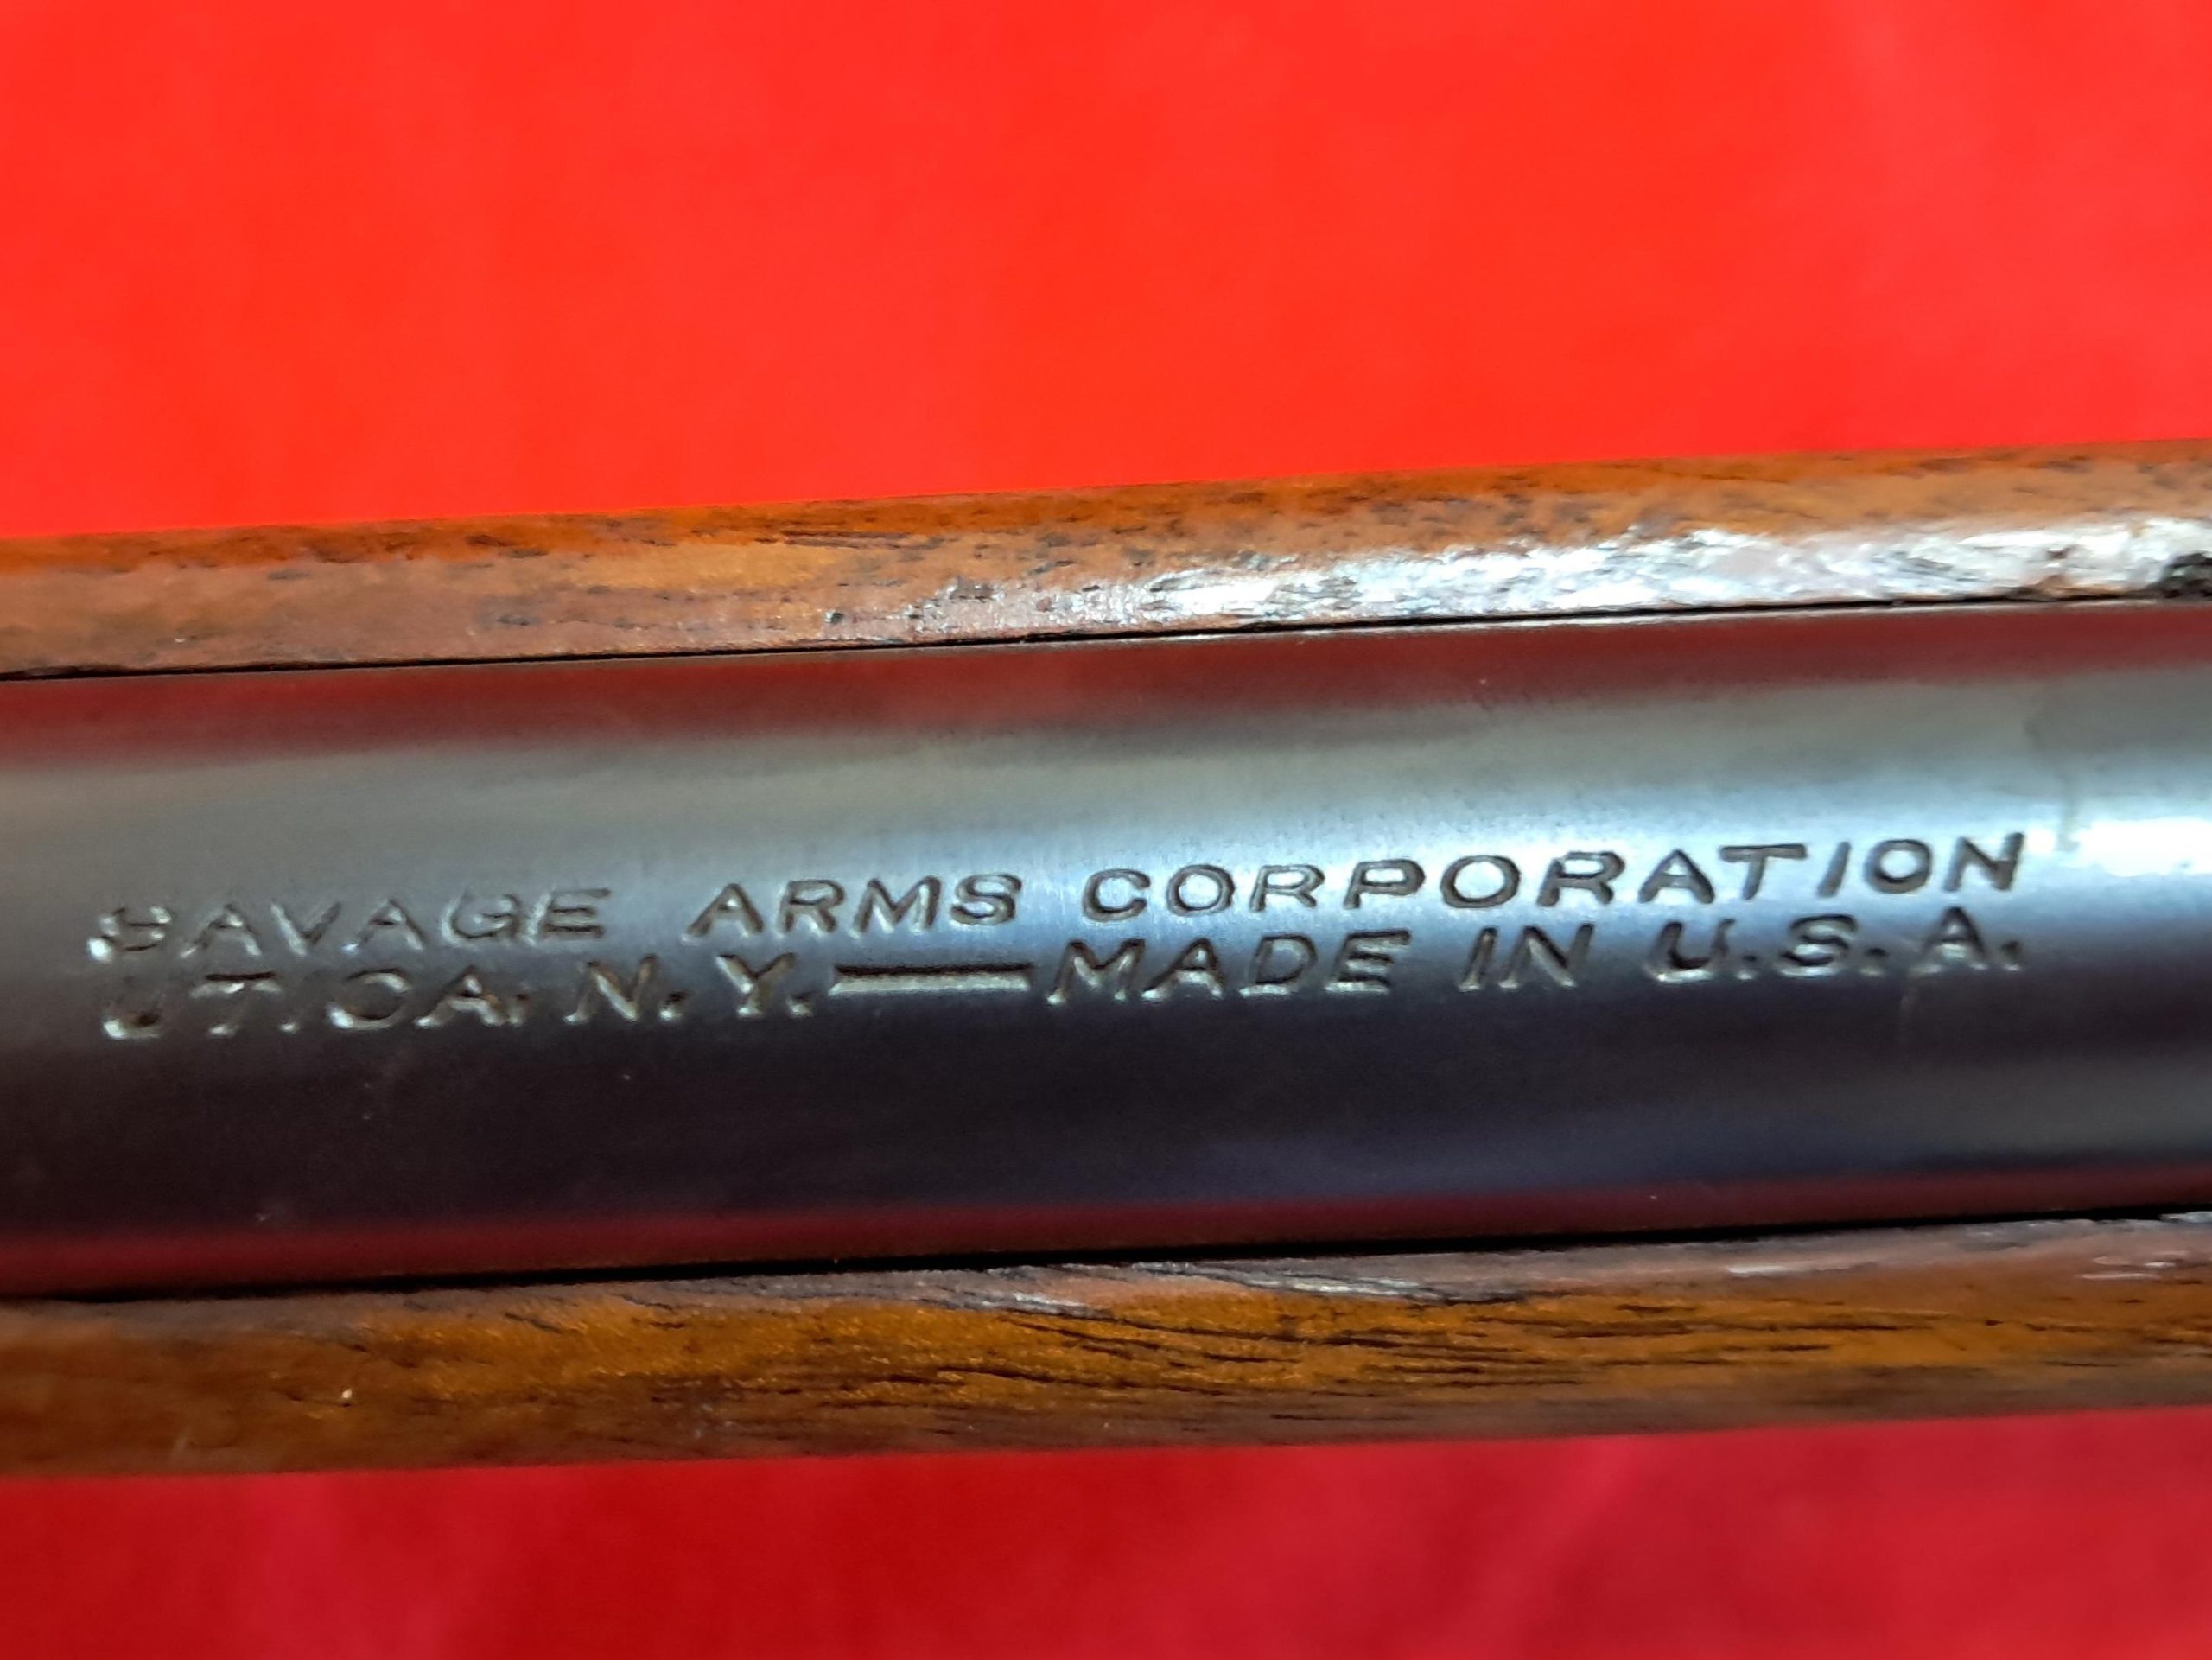 SAVAGE ARMS CORPORATION
UTICA, N.Y.—MADE IN U.S.A.